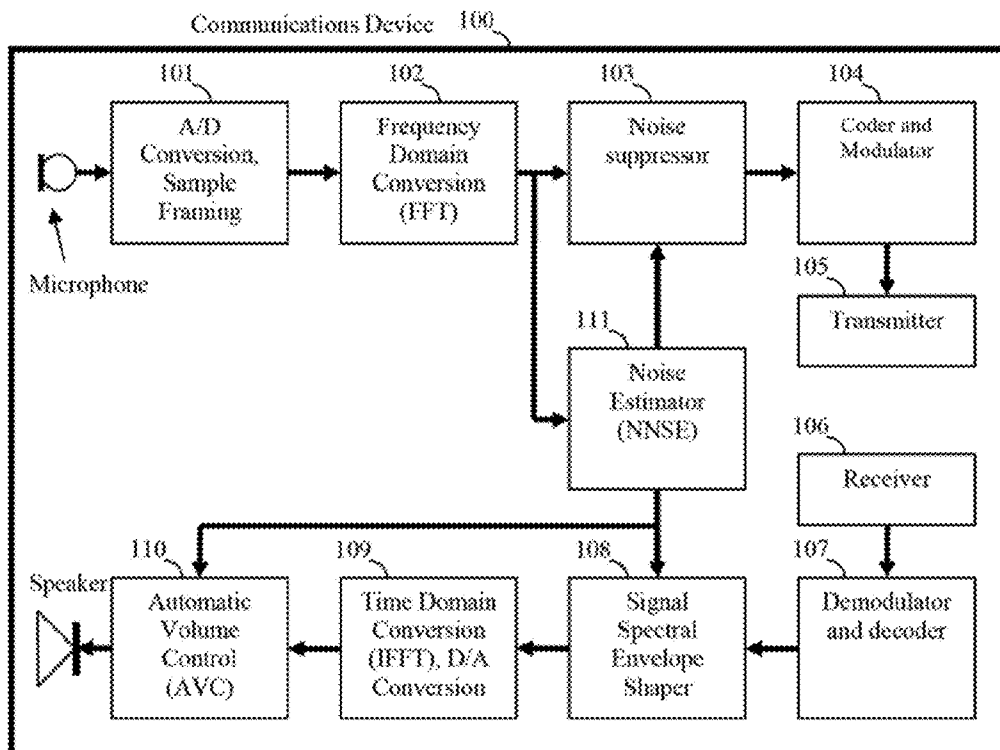 Communications Device
100
101
102
103
104
A/D
Conversion,
Sample
Framing
Frequency
Domain
Conversion
(FFT)
Noise
suppressor
Coder and
Modulator
Microphone
105
Transmitter
111
Noise
Estimator
(NNSE)
106
Receiver
110
109
108
107
Speaker
Automatic
Volume
Control
(AVC)
Time Domain
Conversion
(IFFT), D/A
Conversion
Signal
Spectral
Envelope
Shaper
Demodulator
and decoder